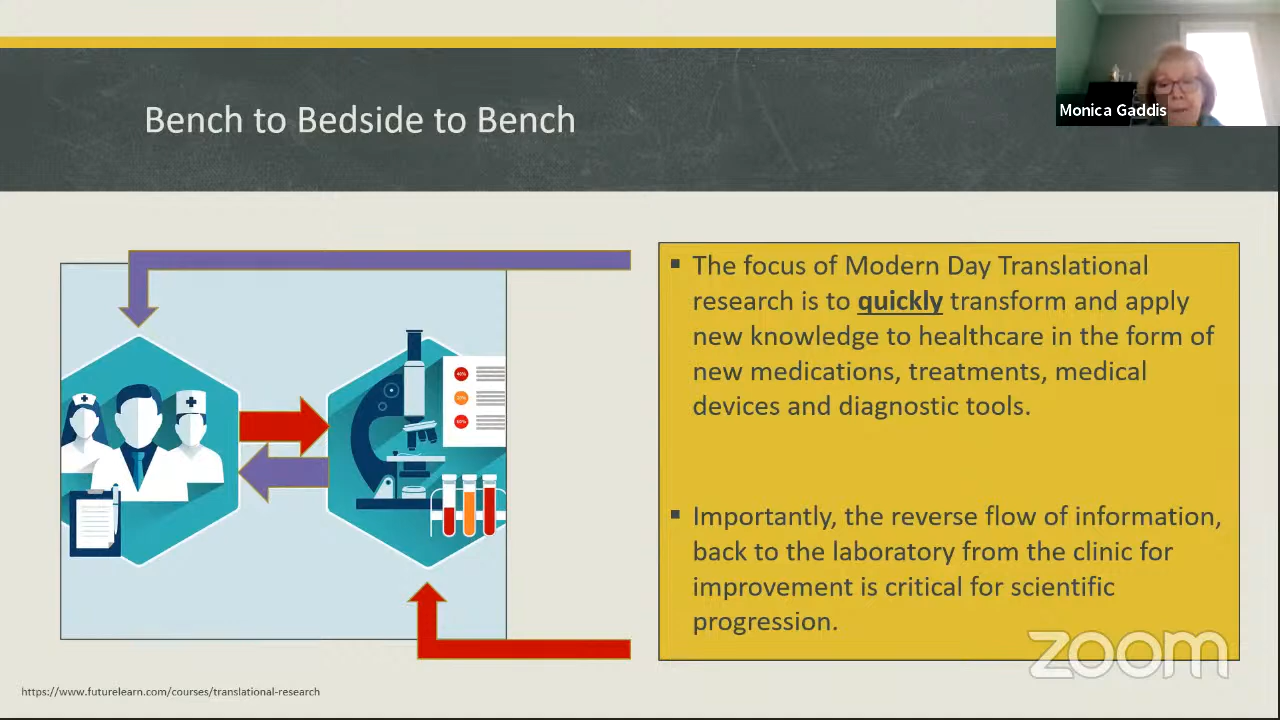 Bench to Bedside to Bench
Monica Gaddis
▪ The focus of Modern Day Translational
research is to quickly transform and apply
new knowledge to healthcare in the form of
new medications, treatments, medical
devices and diagnostic tools.
▪ Importantly, the reverse flow of information,
back to the laboratory from the clinic for
improvement is critical for scientific
progression.
zoom
https://www.futurelearn.com/courses/translational-research